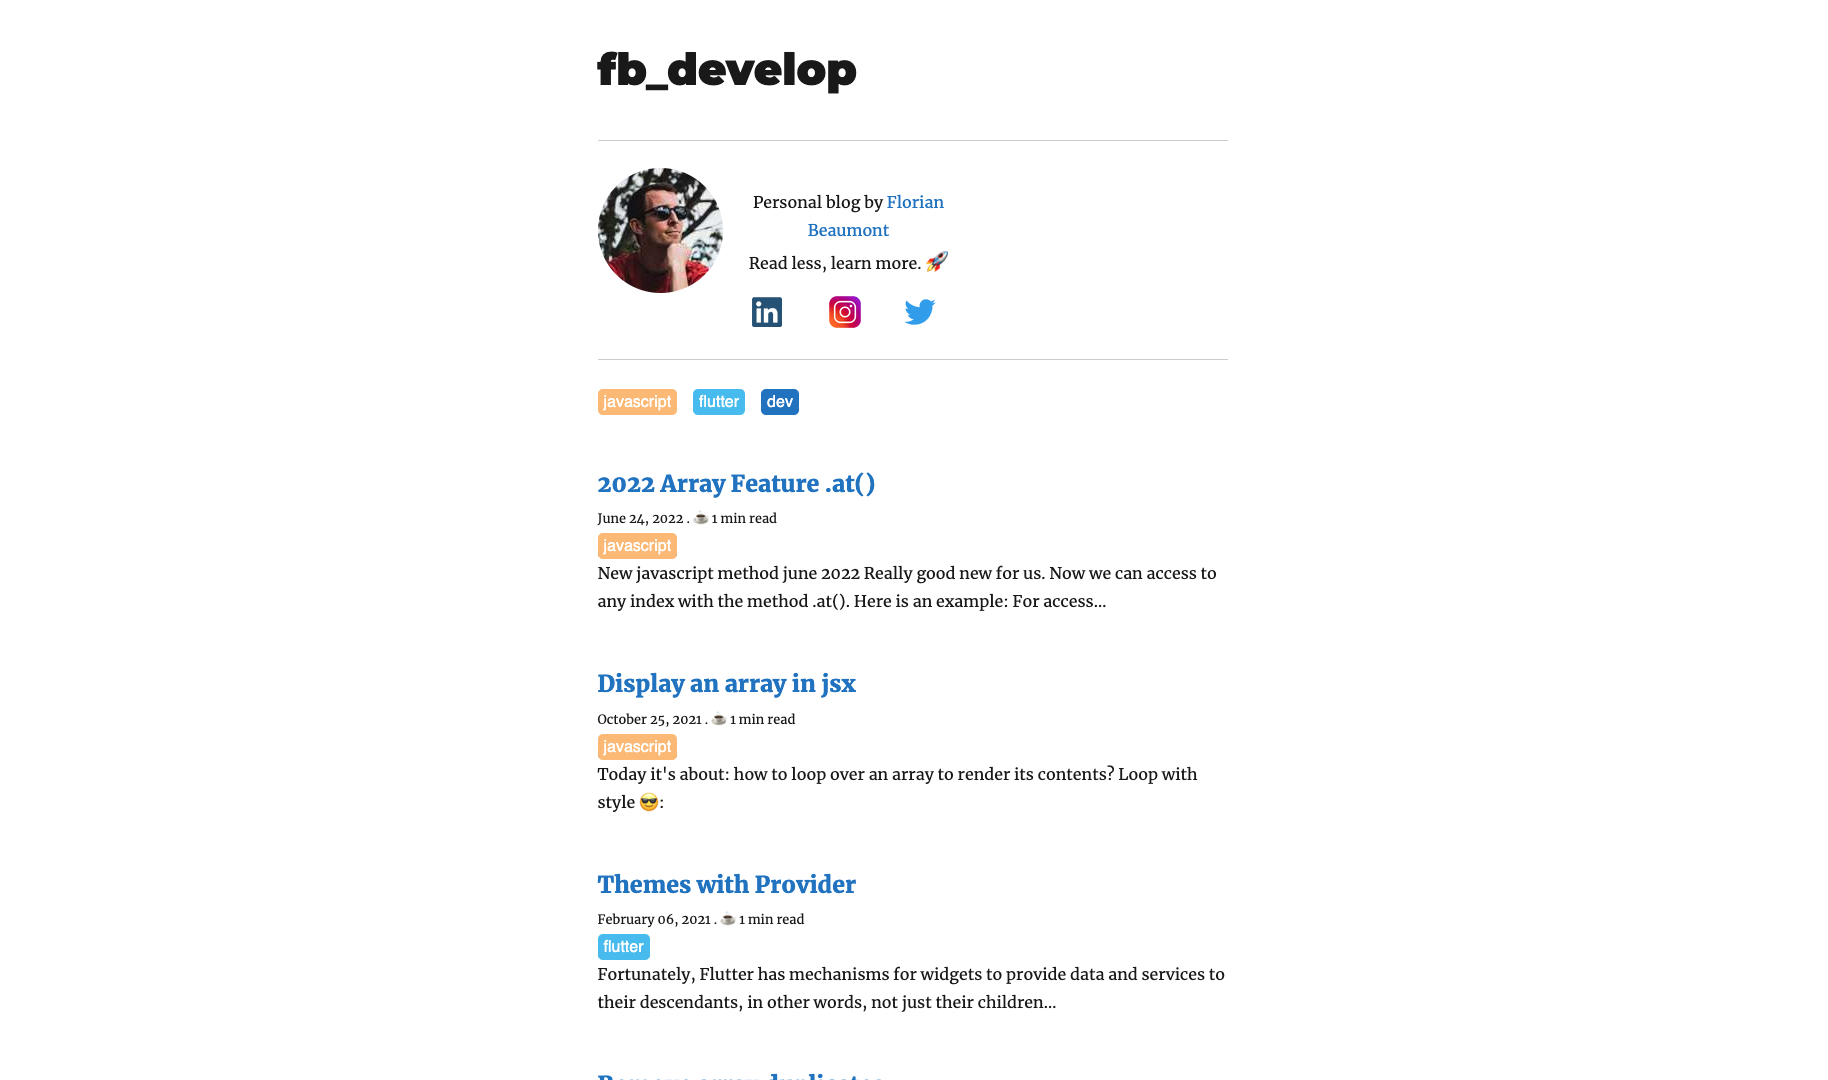 fb_develop
Personal blog by Florian
Beaumont
Read less, learn more. 🚀
javascript flutter dev
2022 Array Feature .at()
June 24, 2022 . ☕ 1 min read
javascript
New javascript method june 2022 Really good new for us. Now we can access to
any index with the method .at(). Here is an example: For access...
Display an array in jsx
October 25, 2021 . ☕ 1 min read
javascript
Today it's about: how to loop over an array to render its contents? Loop with
style 😎:
Themes with Provider
February 06, 2021 . ☕ 1 min read
flutter
Fortunately, Flutter has mechanisms for widgets to provide data and services to
their descendants, in other words, not just their children...